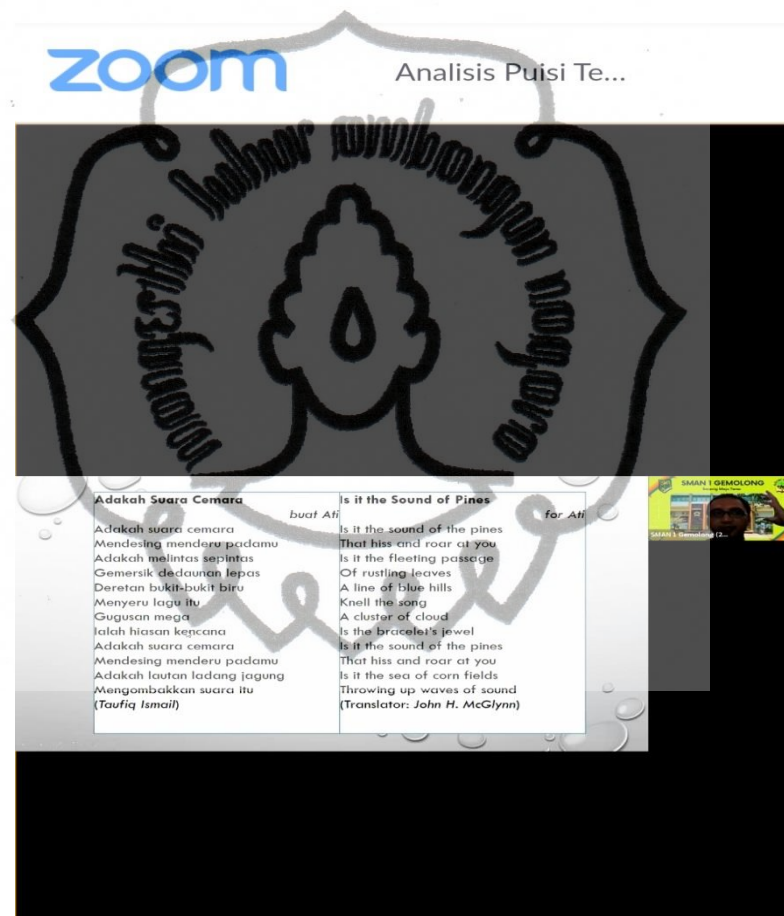 zoom
Analisis Puisi Te...
Adakah Suara Cemara
buat Ati
Adakah suara cemara
Mendesing menderu padamu
Adakah melintas sepintas
Gemersik dedaunan lepas
Deretan bukit-bukit biru
Menyeru lagu itu
Gugusan mega
Ialah hiasan kencana
Adakah suara cemara
Mendesing menderu padamu
Adakah lautan ladang jagung
Mengombakkan suara itu
(Taufiq Ismail)
Is it the Sound of Pines
for Ati
Is it the sound of the pines
That hiss and roar at you
Is it the fleeting passage
Of rustling leaves
A line of blue hills
Knell the song
A cluster of cloud
Is the bracelet's jewel
Is it the sound of the pines
That hiss and roar at you
Is it the sea of corn fields
Throwing up waves of sound
(Translator: John H. McGlynn)
SMAN 1 GEMOLONG
SMAN 1 Gemolong (2...